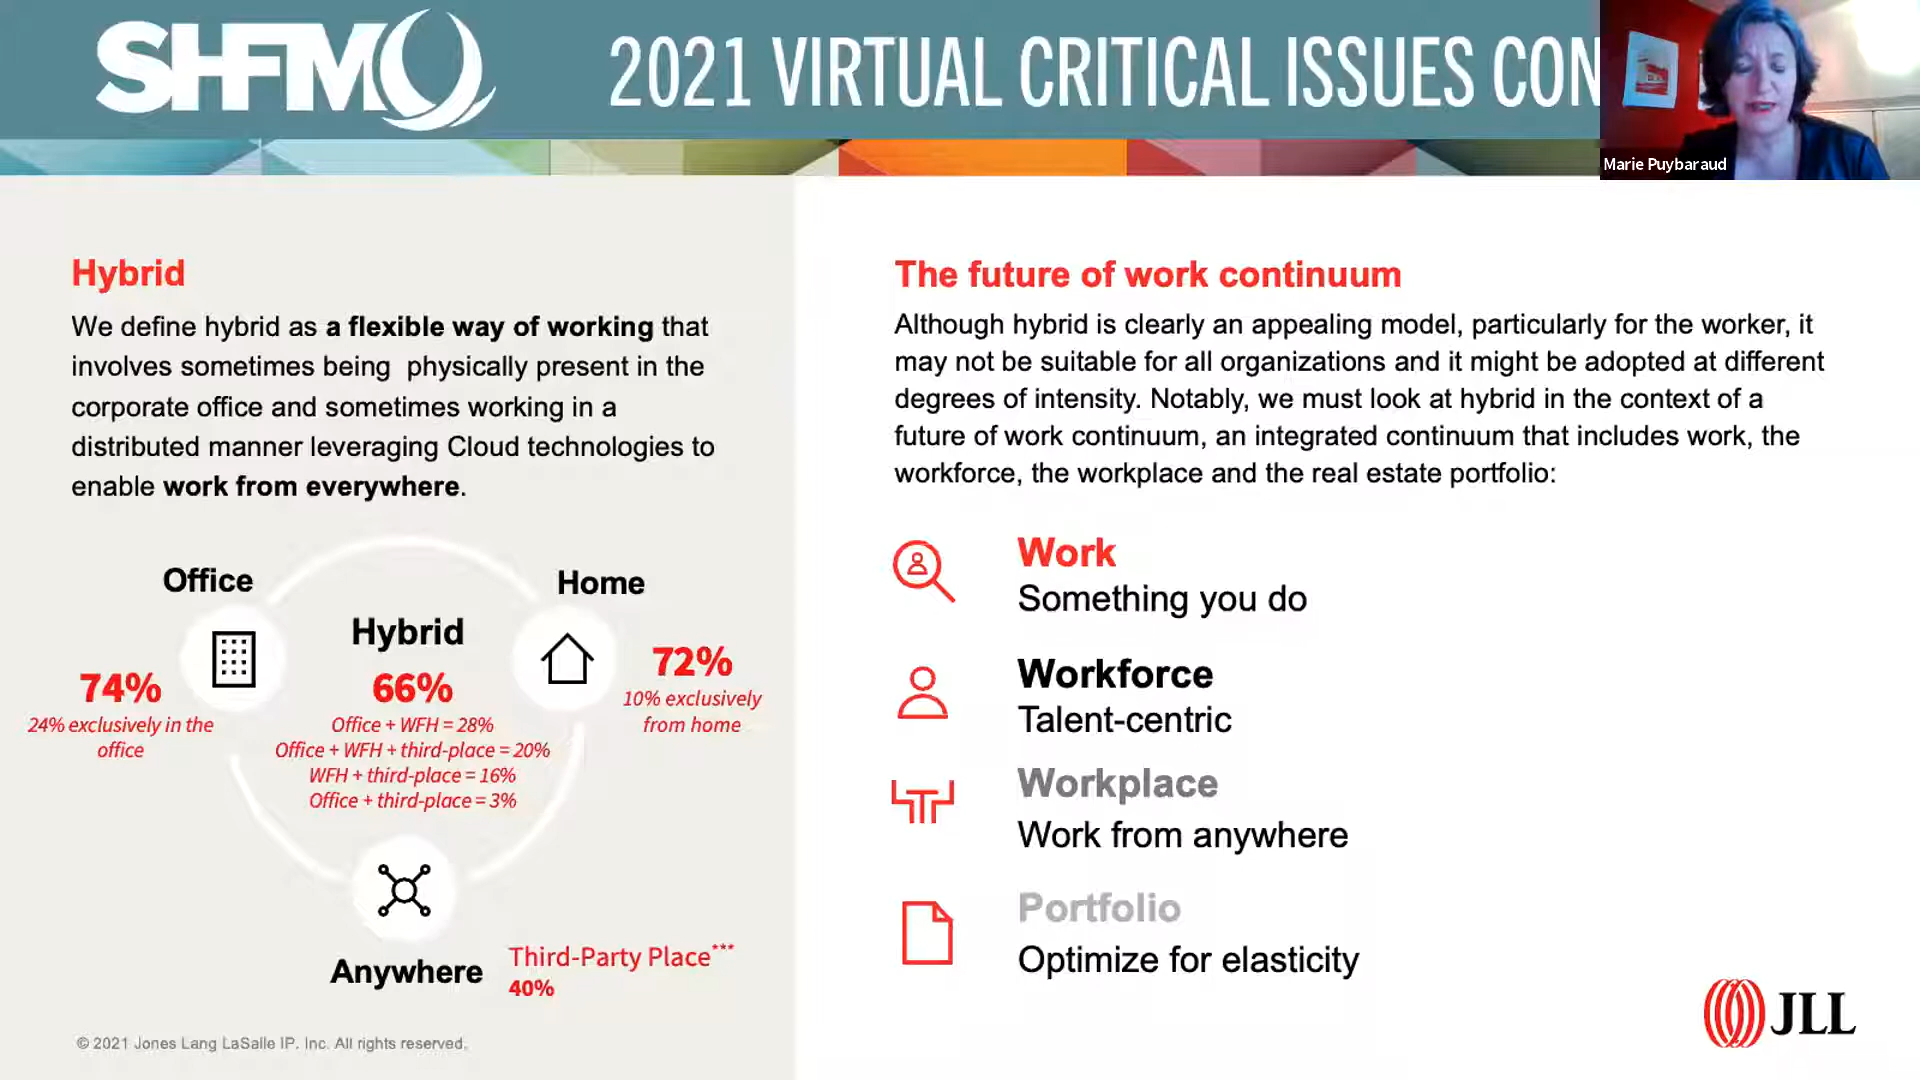 SHFM
2021 VIRTUAL CRITICAL ISSUES CON
Marie Puybaraud
Hybrid
We define hybrid as a flexible way of working that
involves sometimes being physically present in the
corporate office and sometimes working in a
distributed manner leveraging Cloud technologies to
enable work from everywhere.
Office
Home
Hybrid
74%
24% exclusively in the
office
66%
Office + WFH = 28%
Office + WFH + third-place = 20%
WFH + third-place = 16%
Office + third-place = 3%
72%
10% exclusively
from home
Anywhere
Third-Party Place***
40%
© 2021 Jones Lang LaSalle IP. Inc. All rights reserved.
The future of work continuum
Although hybrid is clearly an appealing model, particularly for the worker, it
may not be suitable for all organizations and it might be adopted at different
degrees of intensity. Notably, we must look at hybrid in the context of a
future of work continuum, an integrated continuum that includes work, the
workforce, the workplace and the real estate portfolio:
Work
Something you do
Workforce
Talent-centric
Workplace
Work from anywhere
Portfolio
Optimize for elasticity
JLL